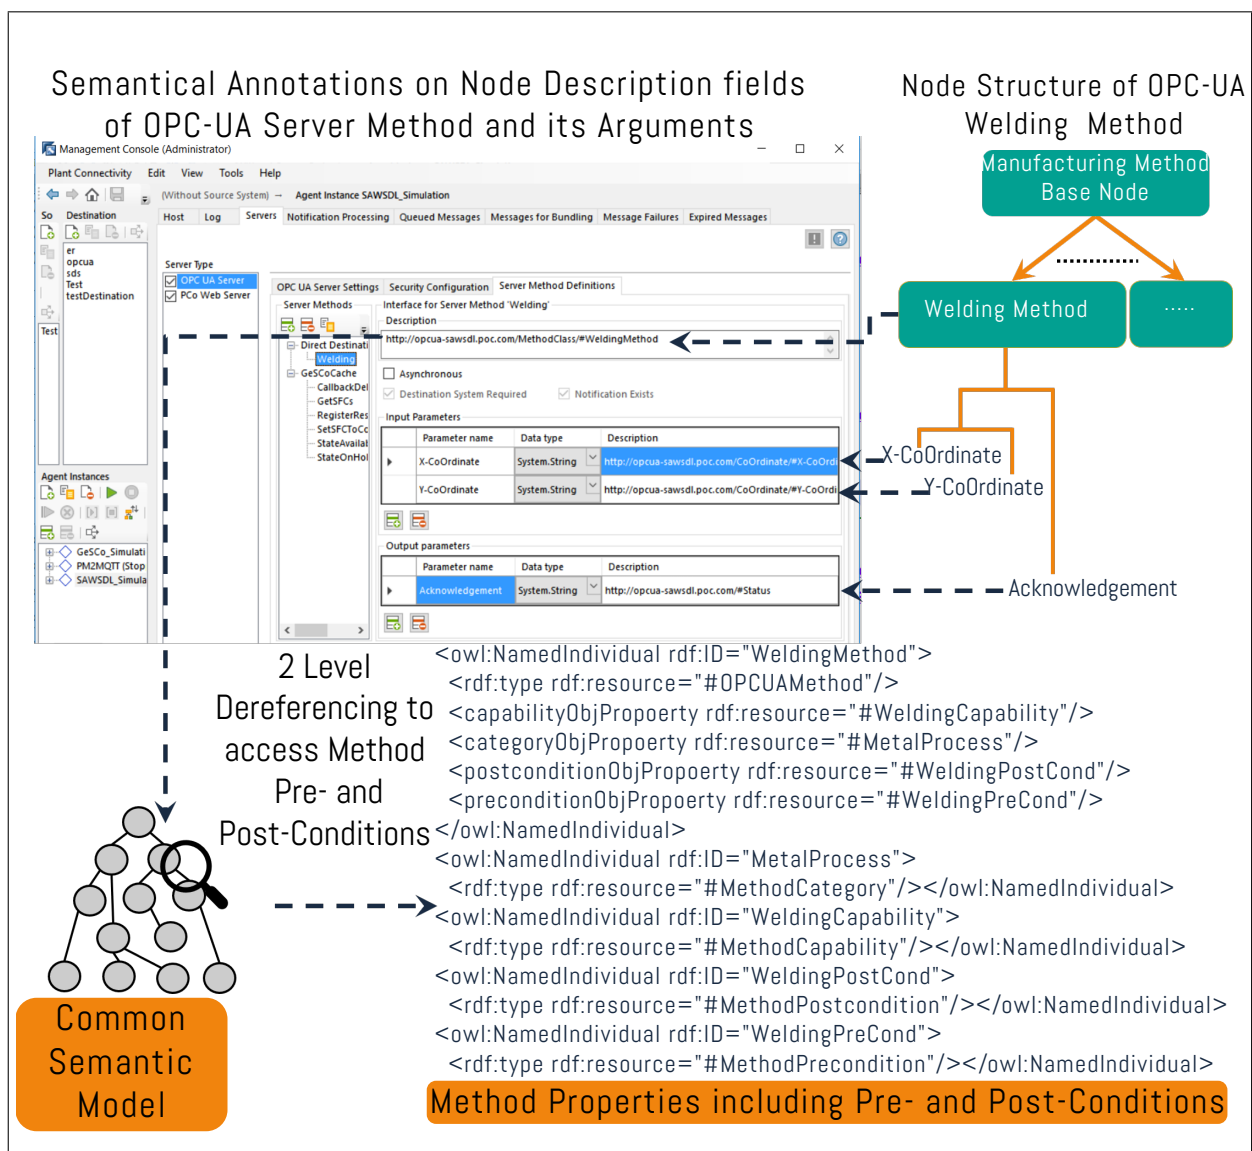 Semantical Annotations on Node Description fields
of OPC-UA Server Method and its Arguments
Node Structure of OPC-UA
Welding Method
Management Console (Administrator)
Plant Connectivity Edit View Tools Help
(Without Source System) → Agent Instance SAWSDL_Simulation
So Destination
Host Log Servers Notification Processing Queued Messages Messages for Bundling Message Failures Expired Messages
er
opcua
sds
Test
testDestination
Test
Server Type
OPC UA Server
PCo Web Server
OPC UA Server Settings Security Configuration Server Method Definitions
Server Methods
Direct Destinati
Welding
GeSCoCache
CallbackDel
GetSFCs
RegisterRes
SetSFCToCo
StateAvailab
StateOnHol
Interface for Server Method 'Welding'
Description
http://opcua-sawsdl.poc.com/MethodClass/#WeldingMethod
Asynchronous
Destination System Required Notification Exists
Input Parameters
Parameter name Data type Description
X-CoOrdinate System.String http://opcua-sawsdl.poc.com/CoOrdinate/#X-CoOrdi
Y-CoOrdinate System.String http://opcua-sawsdl.poc.com/CoOrdinate/#Y-CoOrdi
Output parameters
Parameter name Data type Description
Acknowledgement System.String http://opcua-sawsdl.poc.com/#Status
Agent Instances
GeSCo_Simulati
PM2MQTT (Stop
SAWSDL_Simula
Manufacturing Method
Base Node
Welding Method
.....
X-CoOrdinate
Y-CoOrdinate
Acknowledgement
2 Level
Dereferencing to
access Method
Pre- and
Post-Conditions
<owl:NamedIndividual rdf:ID="WeldingMethod">
<rdf:type rdf:resource="#OPCUAMethod"/>
<capabilityObjPropoerty rdf:resource="#WeldingCapability"/>
<categoryObjPropoerty rdf:resource="#MetalProcess"/>
<postconditionObjPropoerty rdf:resource="#WeldingPostCond"/>
<preconditionObjPropoerty rdf:resource="#WeldingPreCond"/>
</owl:NamedIndividual>
<owl:NamedIndividual rdf:ID="MetalProcess">
<rdf:type rdf:resource="#MethodCategory"/></owl:NamedIndividual>
<owl:NamedIndividual rdf:ID="WeldingCapability">
<rdf:type rdf:resource="#MethodCapability"/></owl:NamedIndividual>
<owl:NamedIndividual rdf:ID="WeldingPostCond">
<rdf:type rdf:resource="#MethodPostcondition"/></owl:NamedIndividual>
<owl:NamedIndividual rdf:ID="WeldingPreCond">
<rdf:type rdf:resource="#MethodPrecondition"/></owl:NamedIndividual>
Common
Semantic
Model
Method Properties including Pre- and Post-Conditions